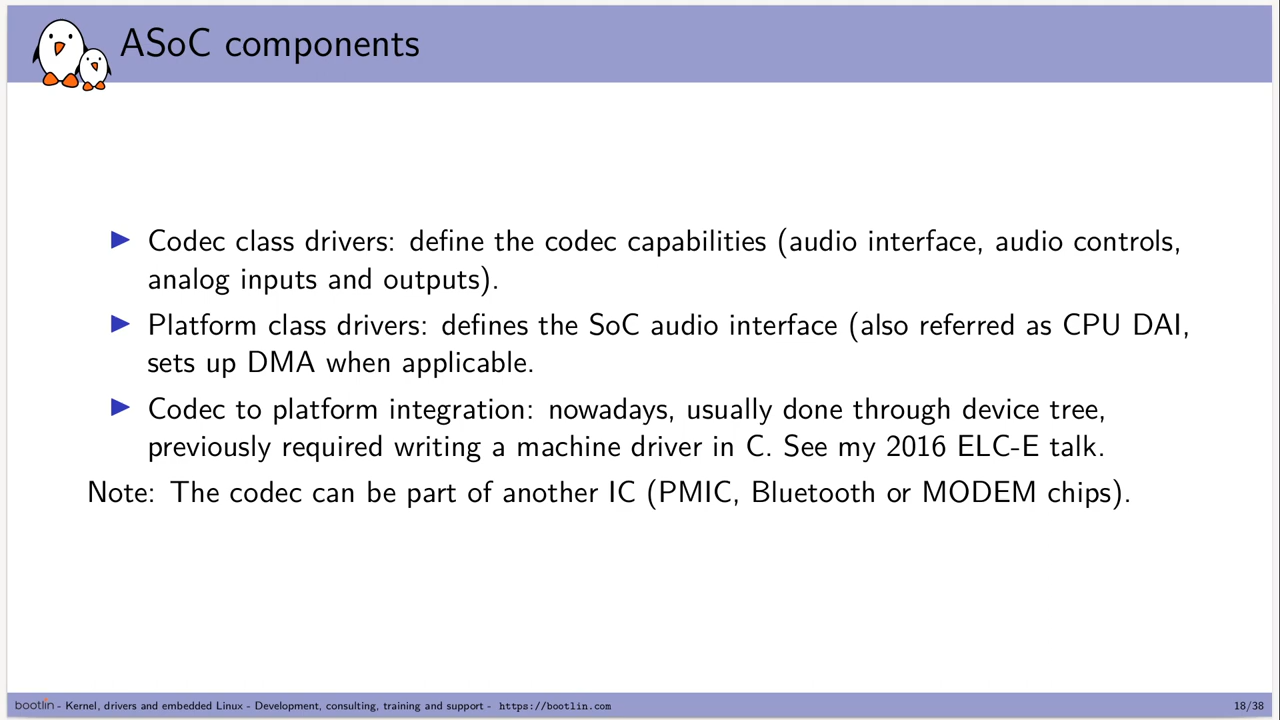 ASoC components
▶ Codec class drivers: define the codec capabilities (audio interface, audio controls,
analog inputs and outputs).
▶ Platform class drivers: defines the SoC audio interface (also referred as CPU DAI,
sets up DMA when applicable.
▶ Codec to platform integration: nowadays, usually done through device tree,
previously required writing a machine driver in C. See my 2016 ELC-E talk.
Note: The codec can be part of another IC (PMIC, Bluetooth or MODEM chips).
bootlin - Kernel, drivers and embedded Linux - Development, consulting, training and support - https://bootlin.com 18/38